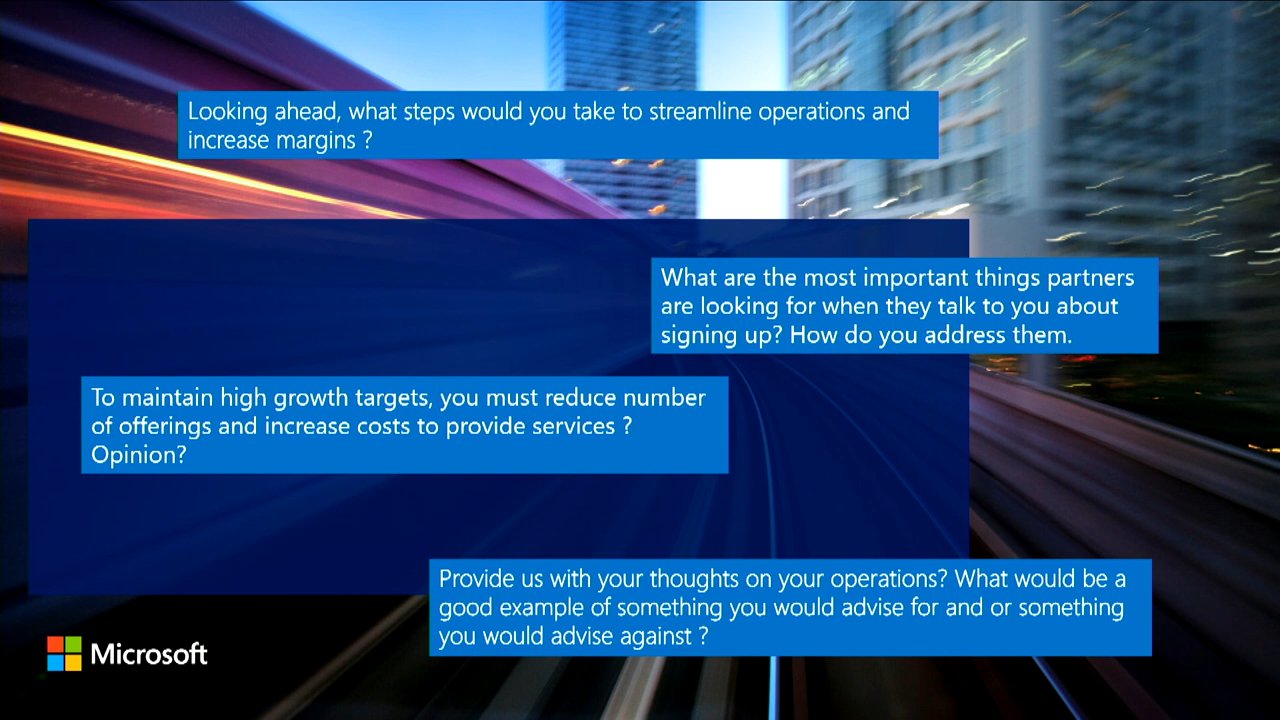 Looking ahead, what steps would you take to streamline operations and
increase margins ?
What are the most important things partners
are looking for when they talk to you about
signing up? How do you address them.
To maintain high growth targets, you must reduce number
of offerings and increase costs to provide services ?
Opinion?
Provide us with your thoughts on your operations? What would be a
good example of something you would advise for and or something
you would advise against ?
Microsoft